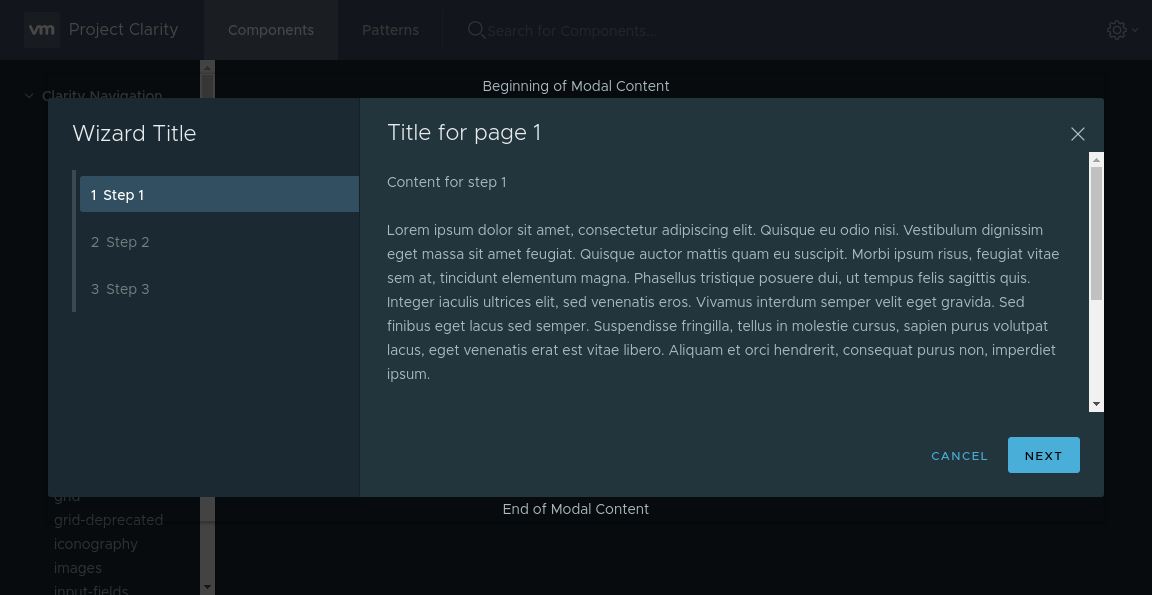 vm Project Clarity
Components
Patterns
Search for Components...
Clarity Navigation
Beginning of Modal Content
Wizard Title
1 Step 1
2 Step 2
3 Step 3
Title for page 1
Content for step 1
Lorem ipsum dolor sit amet, consectetur adipiscing elit. Quisque eu odio nisi. Vestibulum dignissim
eget massa sit amet feugiat. Quisque auctor mattis quam eu suscipit. Morbi ipsum risus, feugiat vitae
sem at, tincidunt elementum magna. Phasellus tristique posuere dui, ut tempus felis sagittis quis.
Integer iaculis ultrices elit, sed venenatis eros. Vivamus interdum semper velit eget gravida. Sed
finibus eget lacus sed semper. Suspendisse fringilla, tellus in molestie cursus, sapien purus volutpat
lacus, eget venenatis erat est vitae libero. Aliquam et orci hendrerit, consequat purus non, imperdiet
ipsum.
CANCEL
NEXT
End of Modal Content
grid
grid-deprecated
iconography
images
input-fields